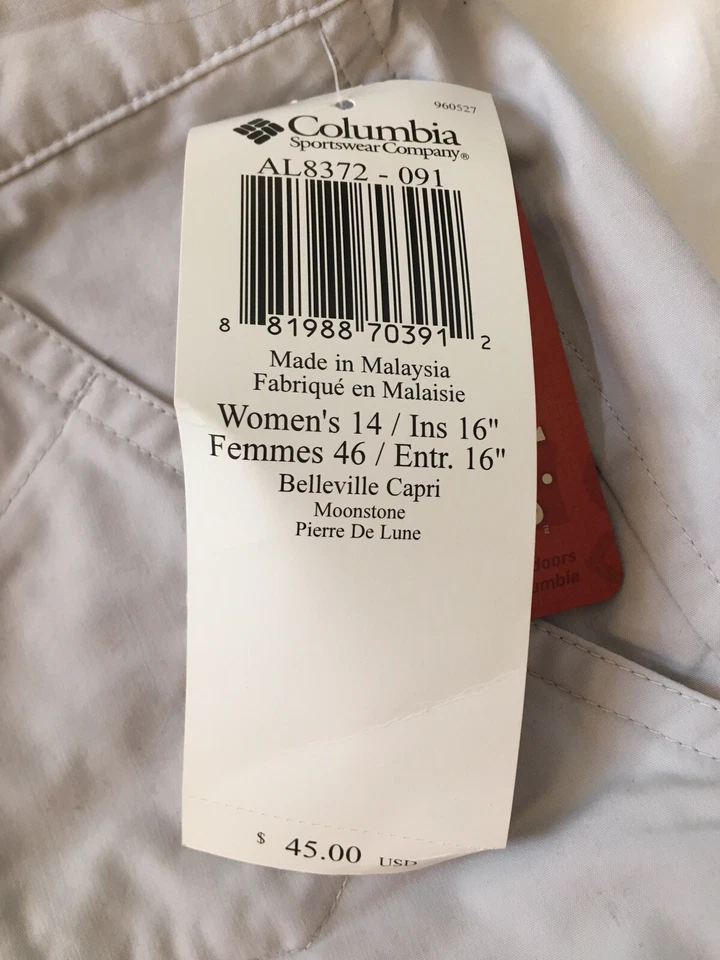 960527
Columbia
Sportswear Company®
AL8372 - 091
8 81988 70391 2
Made in Malaysia
Fabriqué en Malaisie
Women's 14 / Ins 16"
Femmes 46 / Entr. 16"
Belleville Capri
Moonstone
Pierre De Lune
$ 45.00 USD